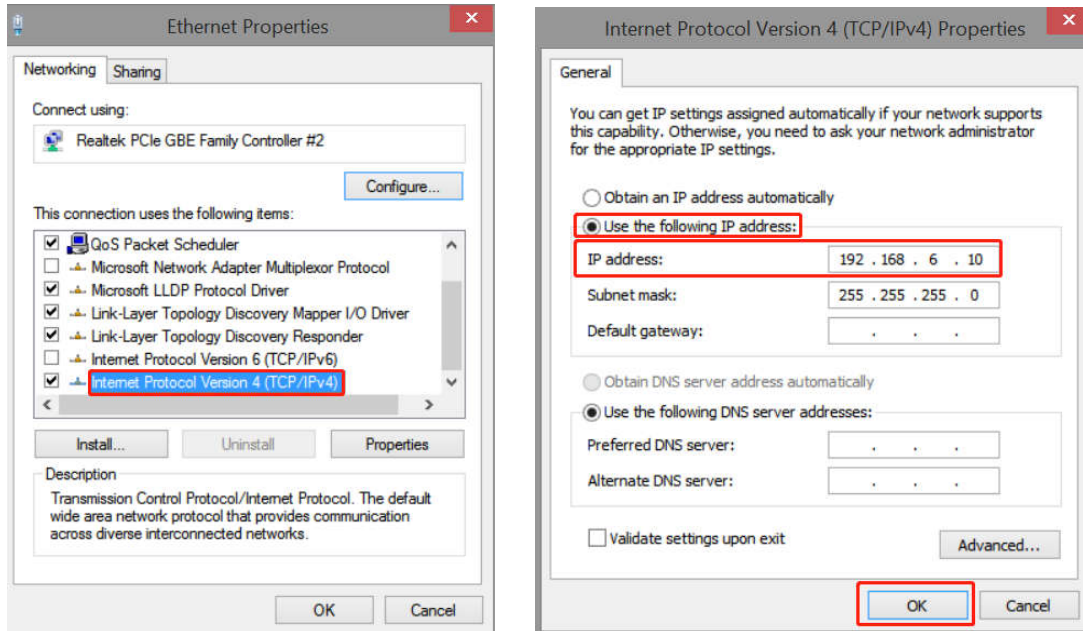 Ethernet Properties
Networking
Sharing
Connect using:
Realtek PCIe GBE Family Controller #2
Configure...
This connection uses the following items:
QoS Packet Scheduler
Microsoft Network Adapter Multiplexor Protocol
Microsoft LLDP Protocol Driver
Link-Layer Topology Discovery Mapper I/O Driver
Link-Layer Topology Discovery Responder
Internet Protocol Version 6 (TCP/IPv6)
Internet Protocol Version 4 (TCP/IPv4)
Install...
Uninstall
Properties
Description
Transmission Control Protocol/Internet Protocol. The default
wide area network protocol that provides communication
across diverse interconnected networks.
OK
Cancel
Internet Protocol Version 4 (TCP/IPv4) Properties
General
You can get IP settings assigned automatically if your network supports
this capability. Otherwise, you need to ask your network administrator
for the appropriate IP settings.
Obtain an IP address automatically
Use the following IP address:
IP address: 192 . 168 . 6 . 10
Subnet mask: 255 . 255 . 255 . 0
Default gateway: . . .
Obtain DNS server address automatically
Use the following DNS server addresses:
Preferred DNS server: . . .
Alternate DNS server: . . .
Validate settings upon exit
Advanced...
OK
Cancel